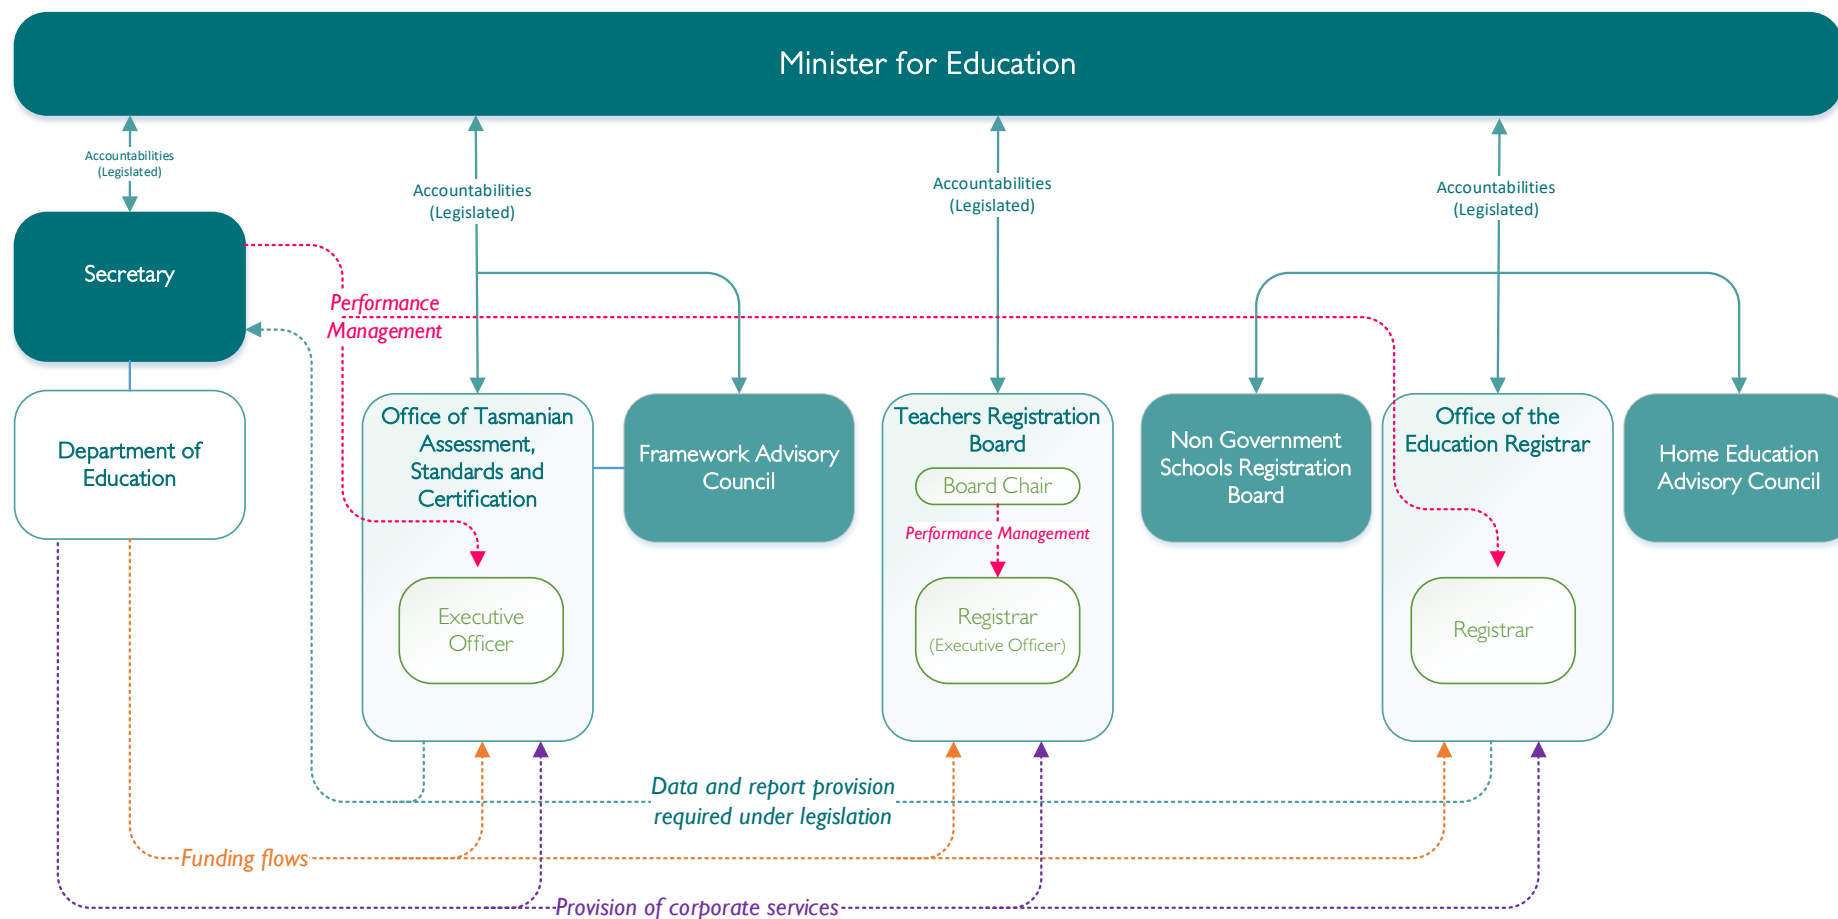 Minister for Education
Accountabilities
(Legislated)
Accountabilities
(Legislated)
Accountabilities
(Legislated)
Accountabilities
(Legislated)
Secretary
Performance
Management
Department of
Education
Office of Tasmanian
Assessment,
Standards and
Certification
Executive
Officer
Framework Advisory
Council
Teachers Registration
Board
Board Chair
Performance Management
Registrar
(Executive Officer)
Non Government
Schools Registration
Board
Office of the
Education Registrar
Registrar
Home Education
Advisory Council
Data and report provision
required under legislation
Funding flows
Provision of corporate services